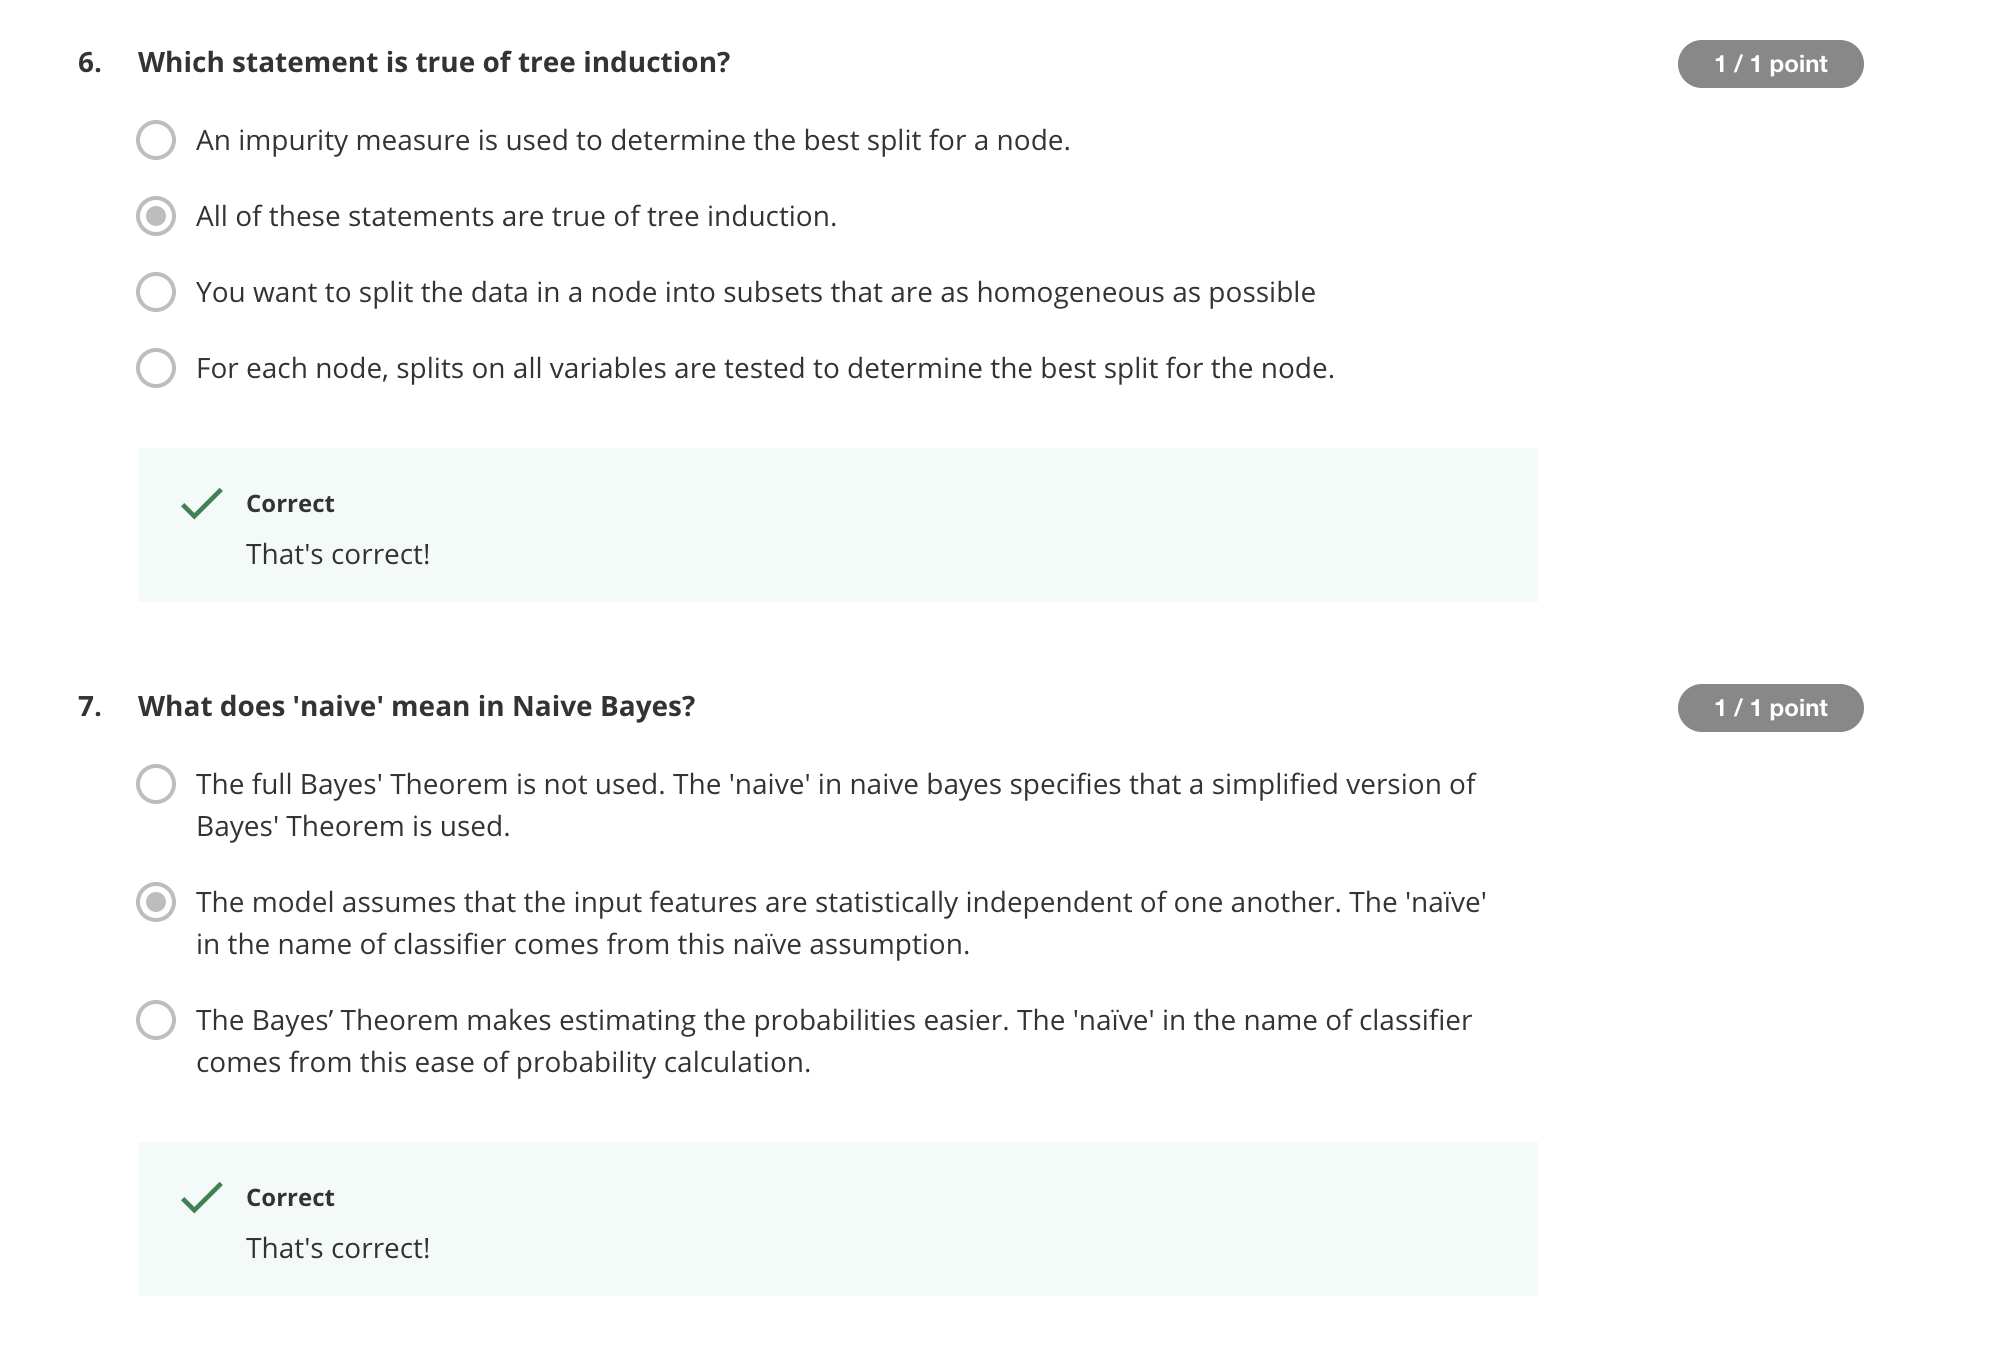 6. Which statement is true of tree induction?
1 / 1 point
An impurity measure is used to determine the best split for a node.
All of these statements are true of tree induction.
You want to split the data in a node into subsets that are as homogeneous as possible
For each node, splits on all variables are tested to determine the best split for the node.
Correct
That's correct!
7. What does 'naive' mean in Naive Bayes?
1 / 1 point
The full Bayes' Theorem is not used. The 'naive' in naive bayes specifies that a simplified version of
Bayes' Theorem is used.
The model assumes that the input features are statistically independent of one another. The 'naïve'
in the name of classifier comes from this naïve assumption.
The Bayes’ Theorem makes estimating the probabilities easier. The 'naïve' in the name of classifier
comes from this ease of probability calculation.
Correct
That's correct!